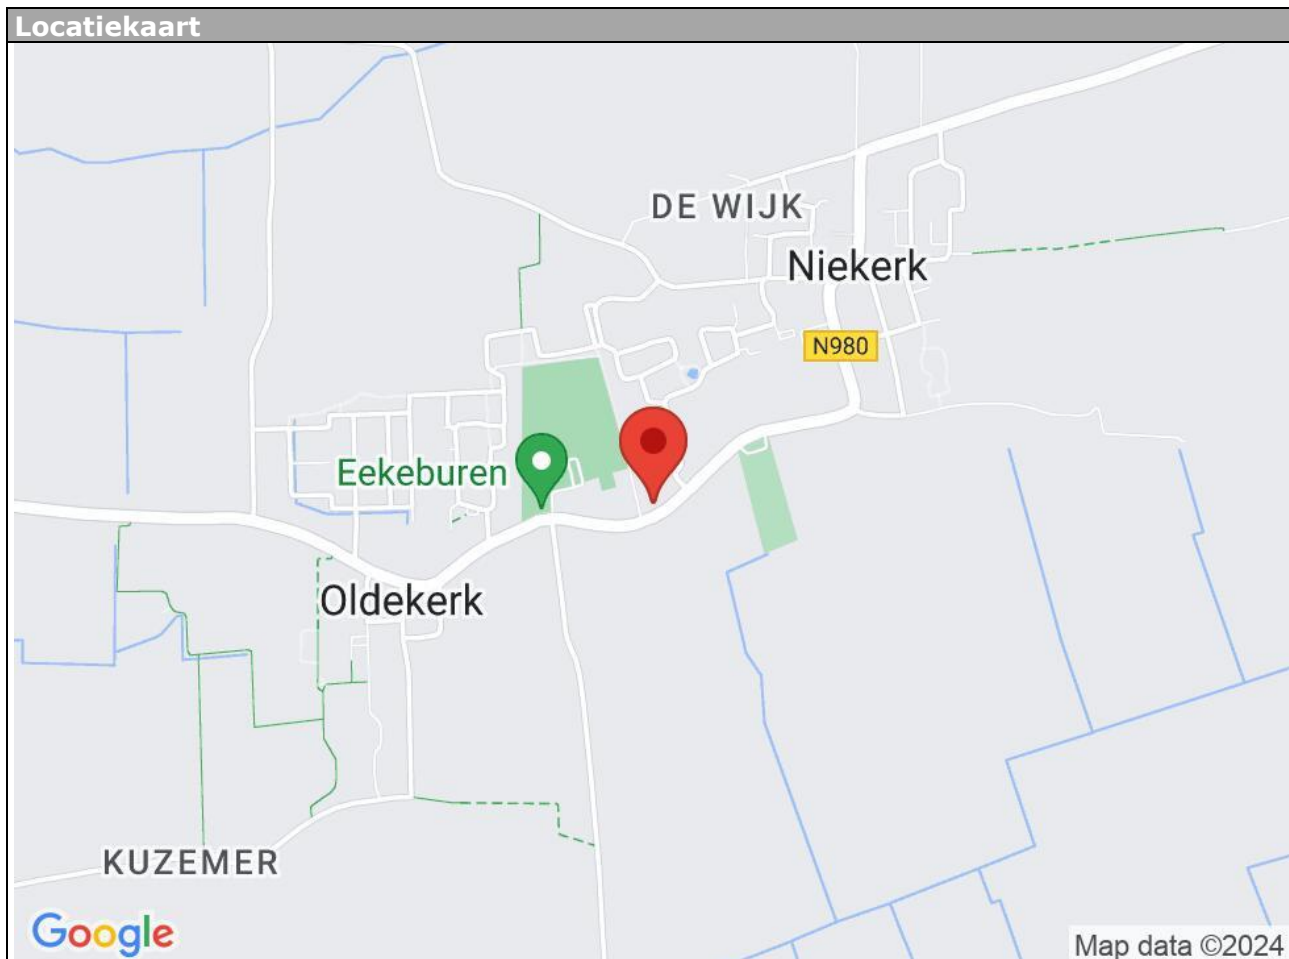 Locatiekaart
DE WIJK
Niekerk
N980
Eekeburen
Oldekerk
KUZEMER
Google
Map data ©2024